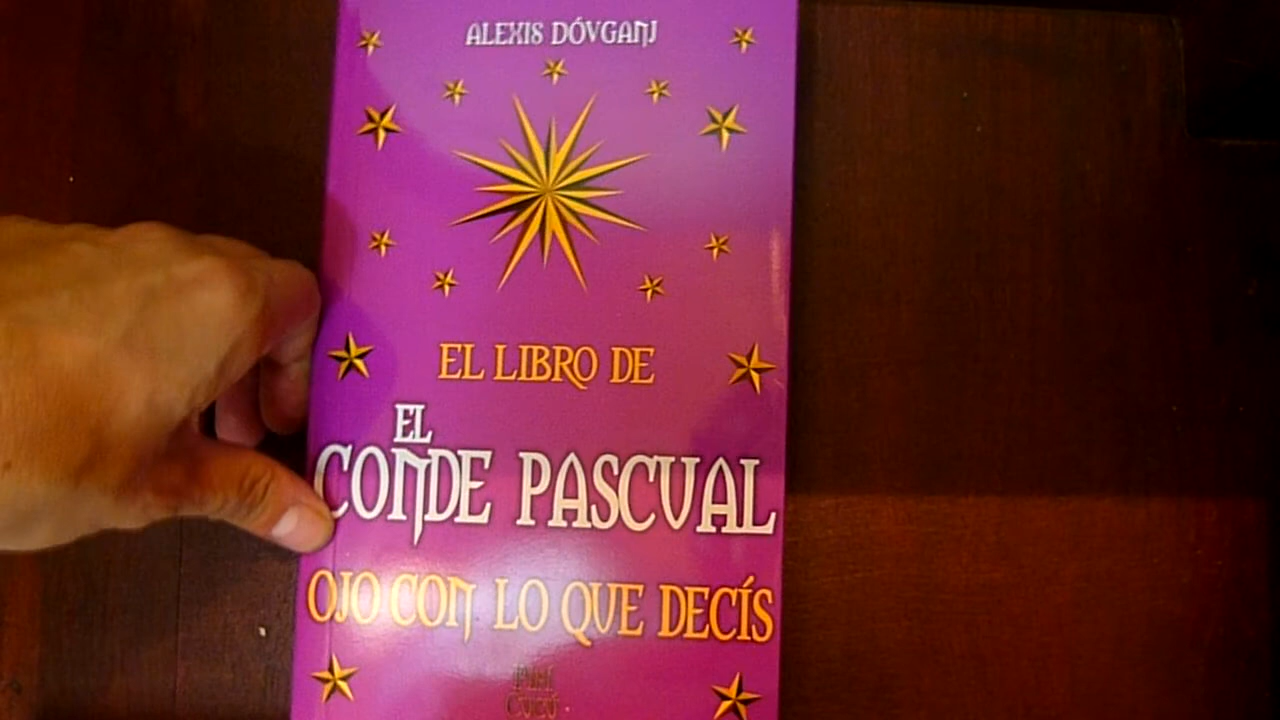 ALEXIS DÓVGANJ
EL LIBRO DE
EL
CONDE PASCUAL
OJO CON LO QUE DECÍS